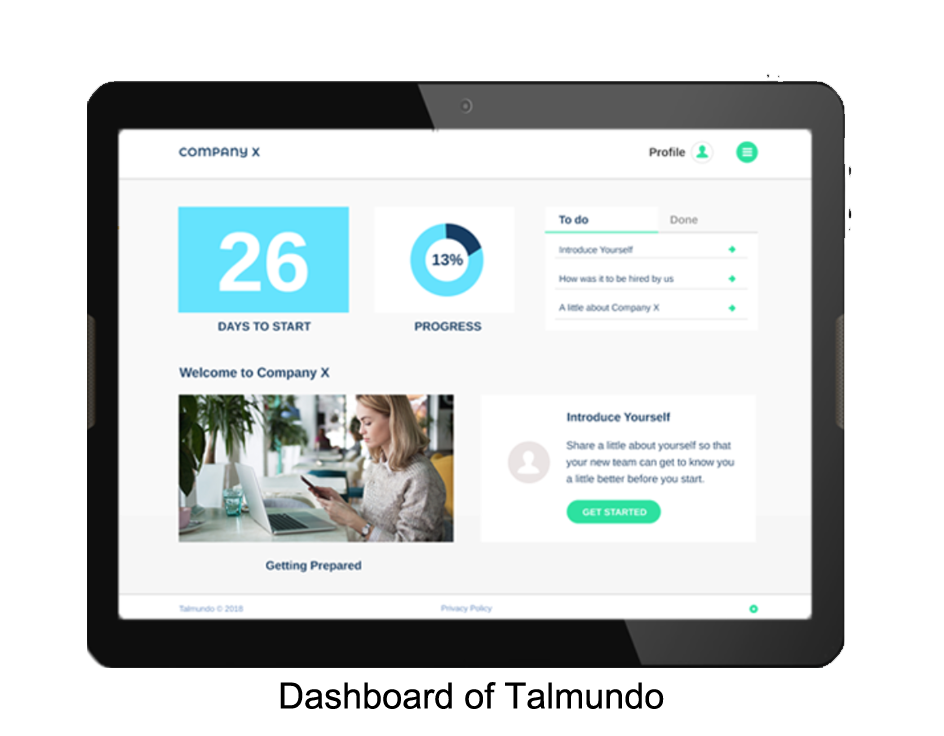 COMPANY X
Profile
26
DAYS TO START
13%
PROGRESS
To do
Done
Introduce Yourself
How was it to be hired by us
A little about Company X
Welcome to Company X
Getting Prepared
Introduce Yourself
Share a little about yourself so that
your new team can get to know you
a little better before you start.
GET STARTED
Talmundo © 2018
Privacy Policy
Dashboard of Talmundo